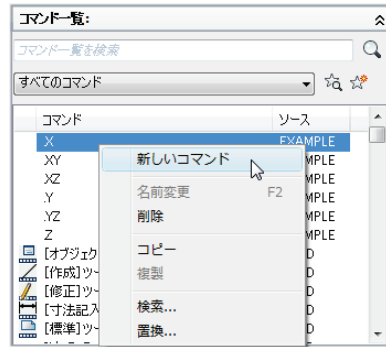 コマンド一覧:
コマンド一覧を検索
すべてのコマンド
コマンド ソース
X EXAMPLE
XY MPLE
XZ MPLE
.Y MPLE
.YZ MPLE
Z MPLE
[オブジェク D
[作成]ツー D
[修正]ツー D
[寸法記入 D
[標準]ツー D
新しいコマンド
名前変更 F2
削除
コピー
複製
検索...
置換...